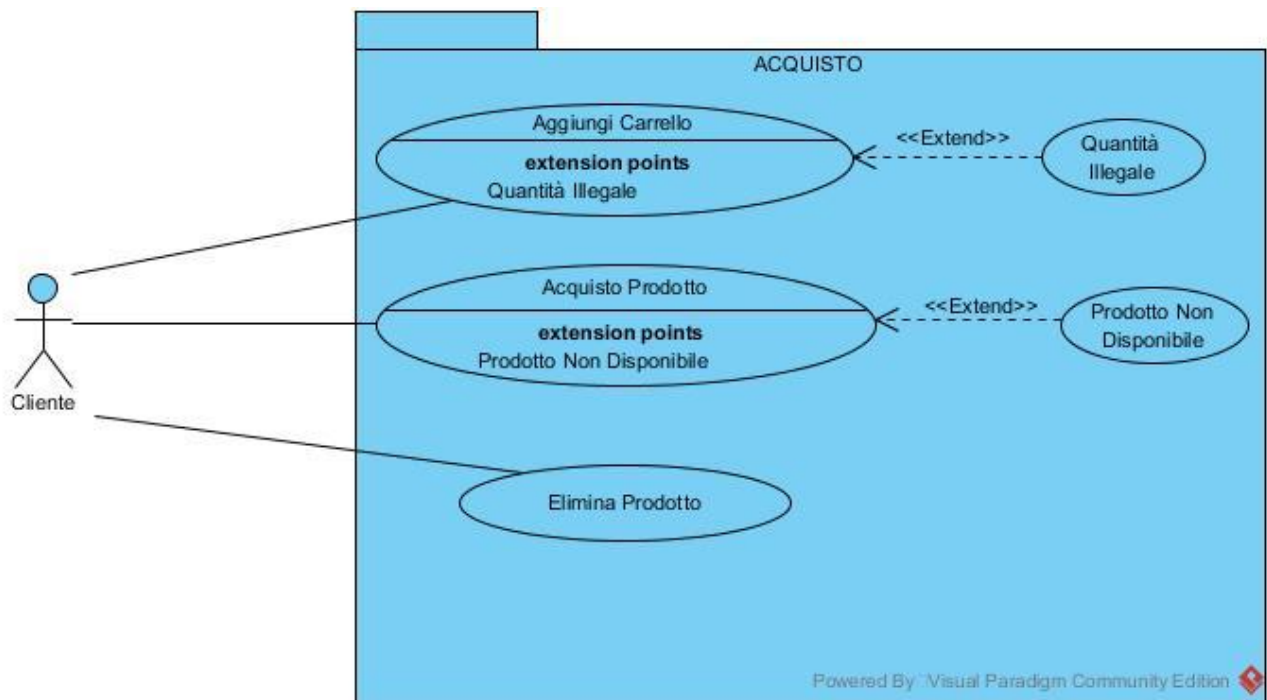 ACQUISTO
Aggiungi Carrello
extension points
Quantità Illegale
<<Extend>>
Quantità
Illegale
Acquisto Prodotto
extension points
Prodotto Non Disponibile
<<Extend>>
Prodotto Non
Disponibile
Cliente
Elimina Prodotto
Powered By Visual Paradigm Community Edition